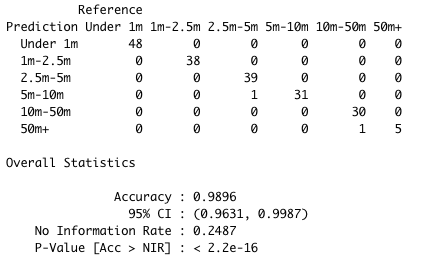 Reference
Prediction Under 1m 1m-2.5m 2.5m-5m 5m-10m 10m-50m 50m+
Under 1m 48 0 0 0 0 0
1m-2.5m 0 38 0 0 0 0
2.5m-5m 0 0 39 0 0 0
5m-10m 0 0 1 31 0 0
10m-50m 0 0 0 0 30 0
50m+ 0 0 0 0 1 5
Overall Statistics
Accuracy : 0.9896
95% CI : (0.9631, 0.9987)
No Information Rate : 0.2487
P-Value [Acc > NIR] : < 2.2e-16